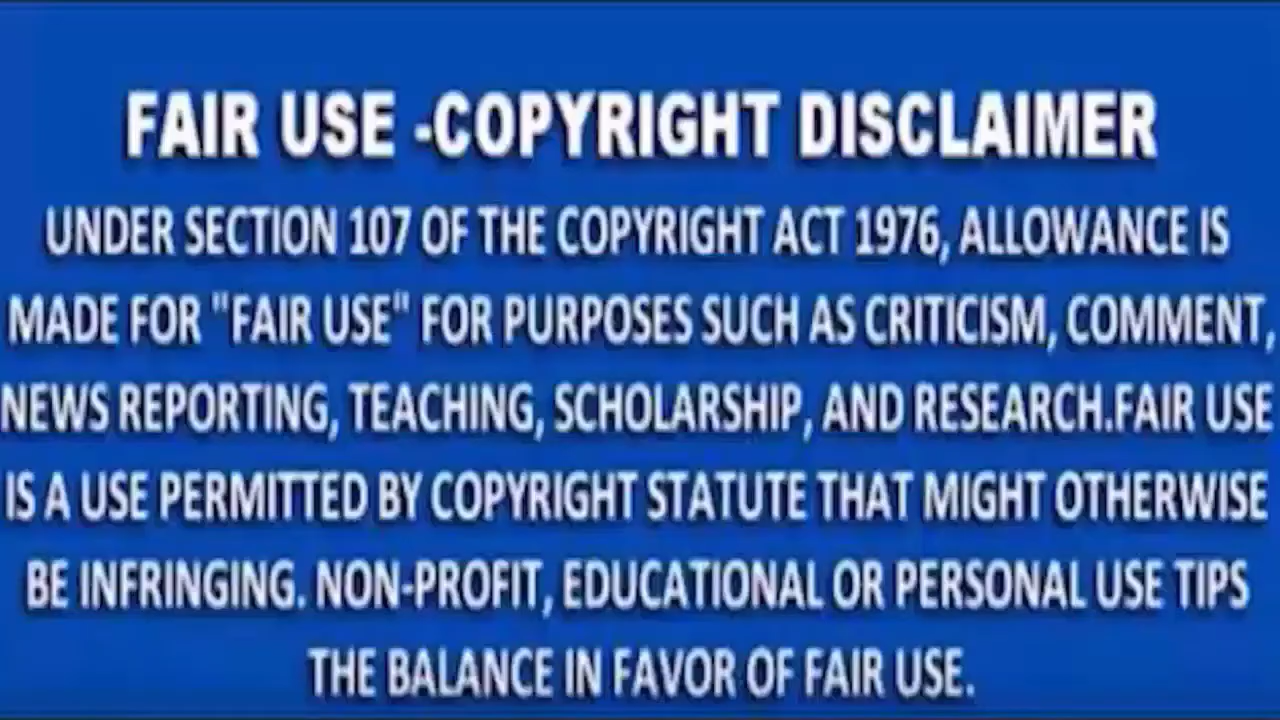 FAIR USE -COPYRIGHT DISCLAIMER
UNDER SECTION 107 OF THE COPYRIGHT ACT 1976, ALLOWANCE IS
MADE FOR "FAIR USE" FOR PURPOSES SUCH AS CRITICISM, COMMENT,
NEWS REPORTING, TEACHING, SCHOLARSHIP, AND RESEARCH.FAIR USE
IS A USE PERMITTED BY COPYRIGHT STATUTE THAT MIGHT OTHERWISE
BE INFRINGING. NON-PROFIT, EDUCATIONAL OR PERSONAL USE TIPS
THE BALANCE IN FAVOR OF FAIR USE.